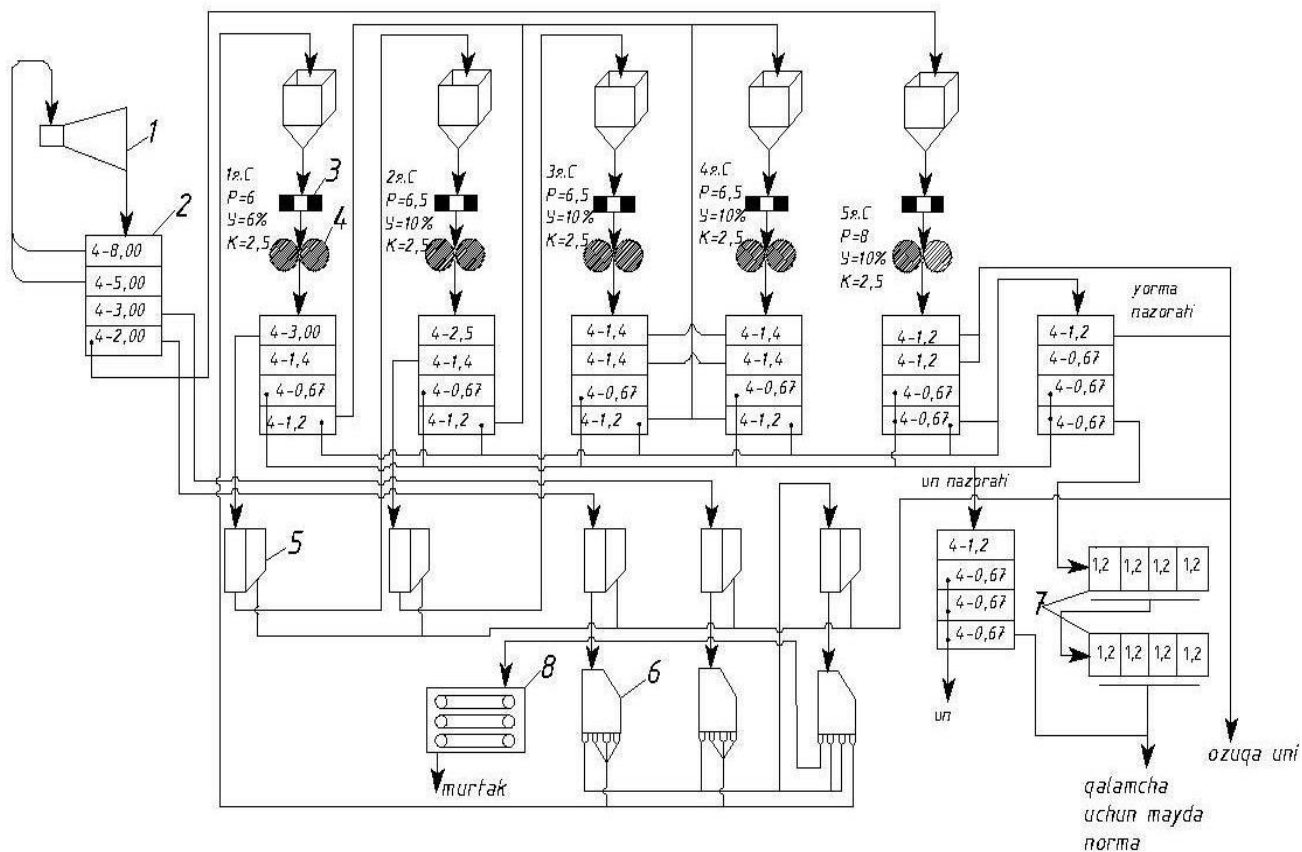 1
2
4-8,00
4-5,00
4-3,00
4-2,00
1я.С
Р=6
У=6%
К=2,5
3
4
2я.С
Р=6,5
У=10%
К=2,5
3я.С
Р=6,5
У=10%
К=2,5
4я.С
Р=6,5
У=10%
К=2,5
5я.С
Р=8
У=10%
К=2,5
yorma
nazorati
4-3,00
4-1,4
4-0,67
4-1,2
4-2,5
4-1,4
4-0,67
4-1,2
4-1,4
4-1,4
4-0,67
4-1,2
4-1,4
4-1,4
4-0,67
4-1,2
4-1,2
4-1,2
4-0,67
4-0,67
4-1,2
4-0,67
4-0,67
4-0,67
un nazorati
5
4-1,2
4-0,67
4-0,67
4-0,67
1,2 1,2 1,2 1,2
7
1,2 1,2 1,2 1,2
8
6
un
murtak
ozuqa uni
qalamcha
uchun mayda
norma